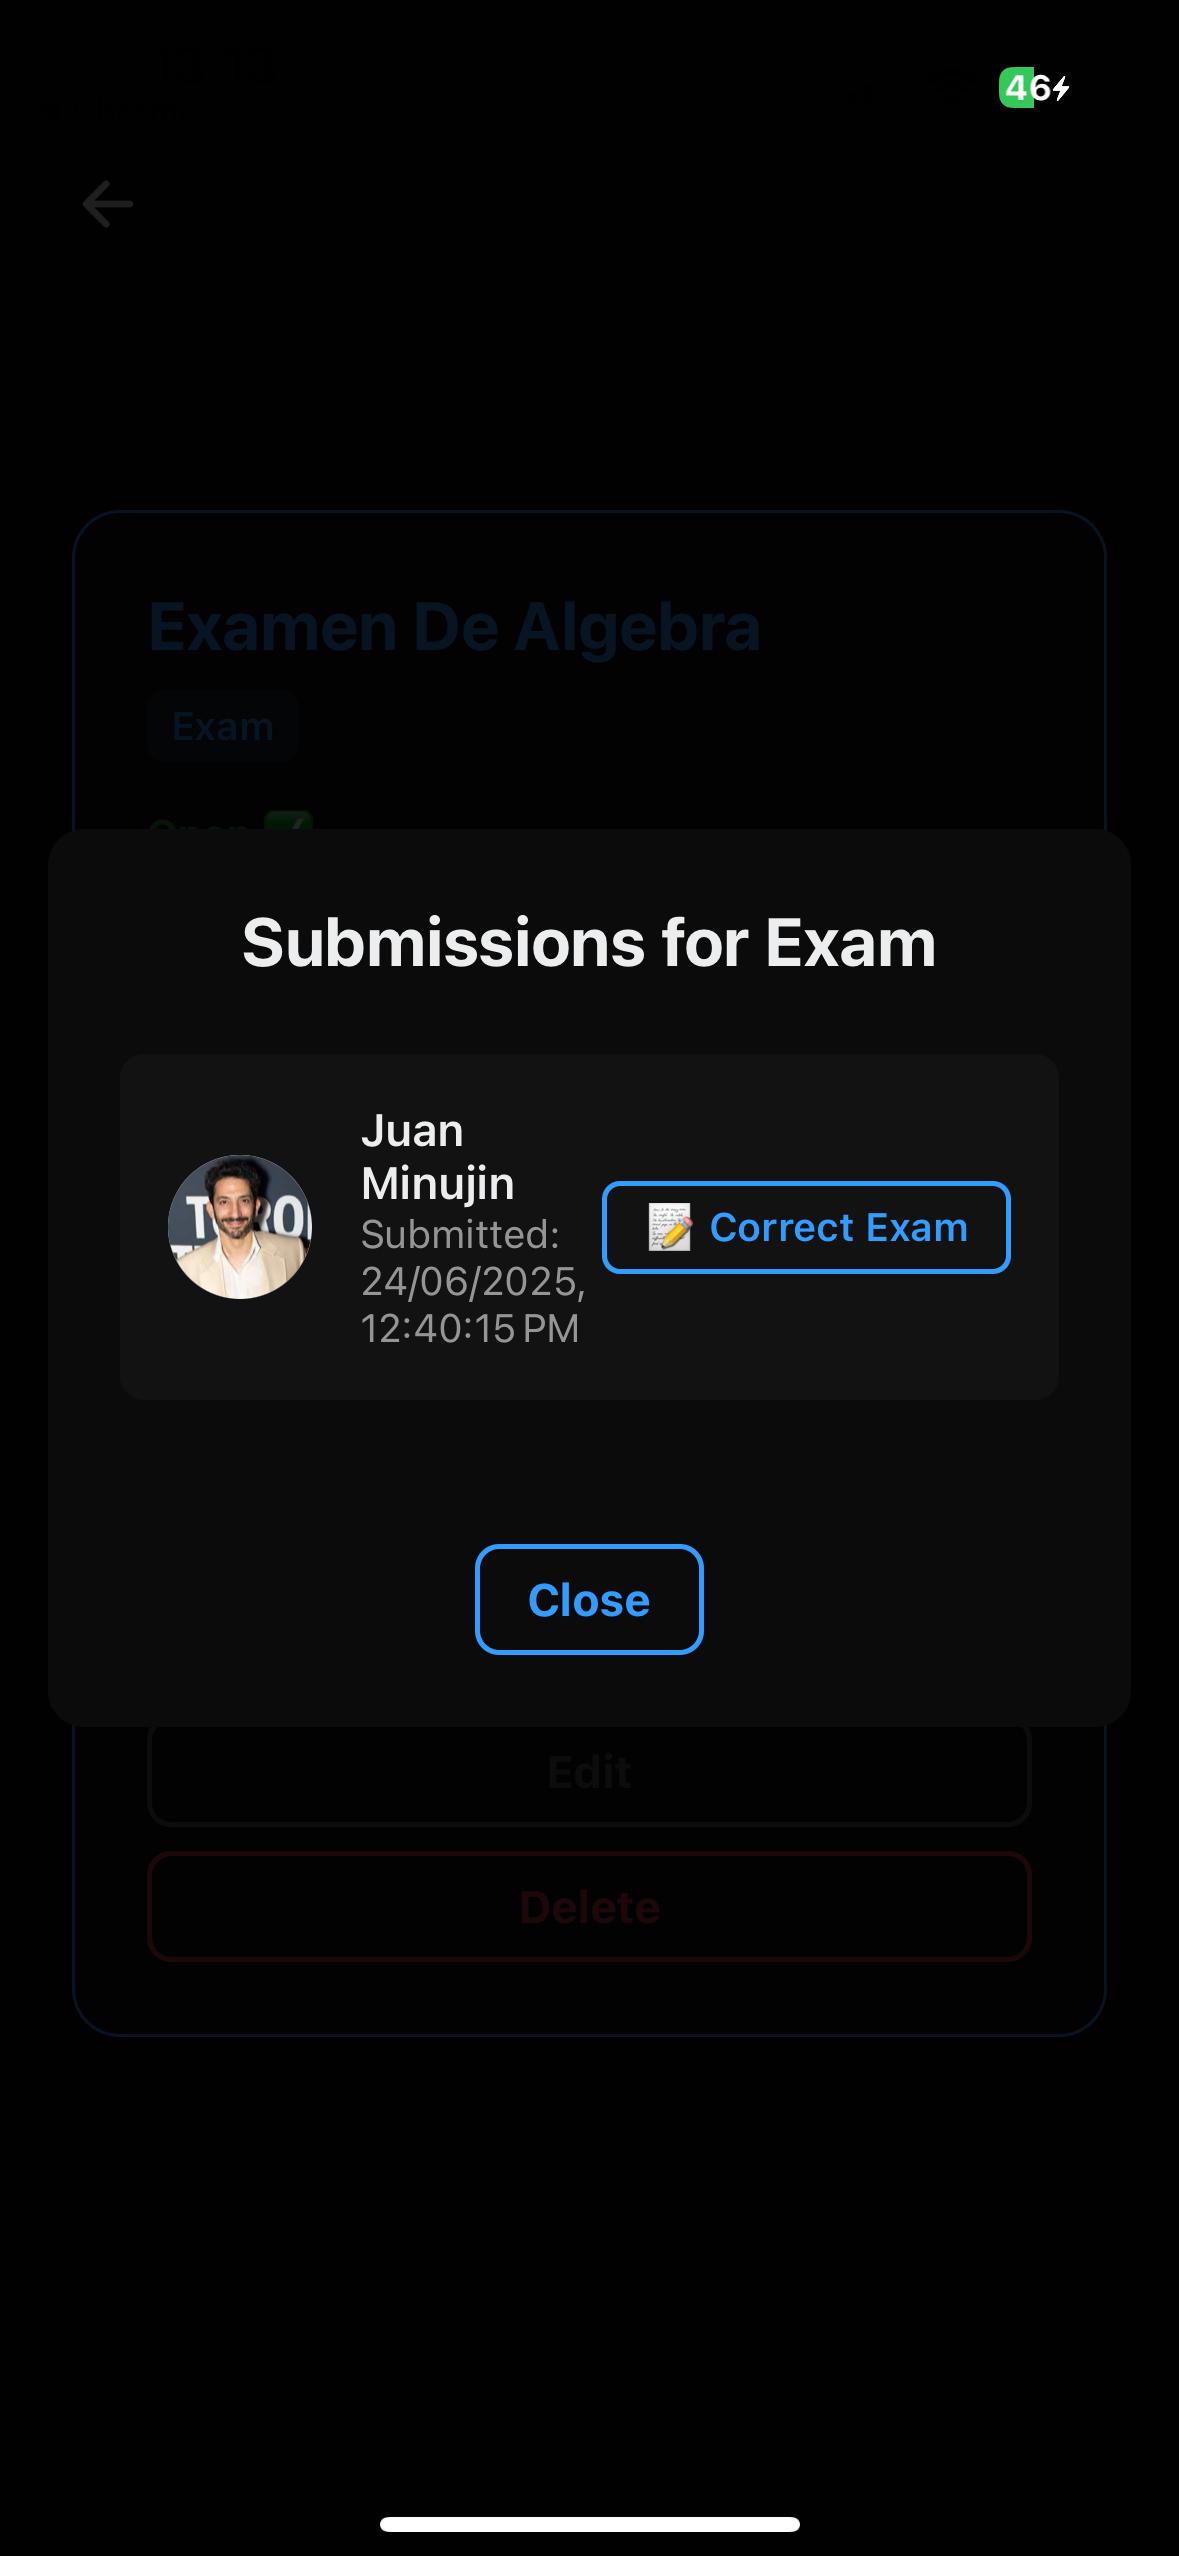 46
Examen De Algebra
Exam
Open
Submissions for Exam
Juan
Minujin
Submitted:
24/06/2025,
12:40:15 PM
Correct Exam
Close
Edit
Delete